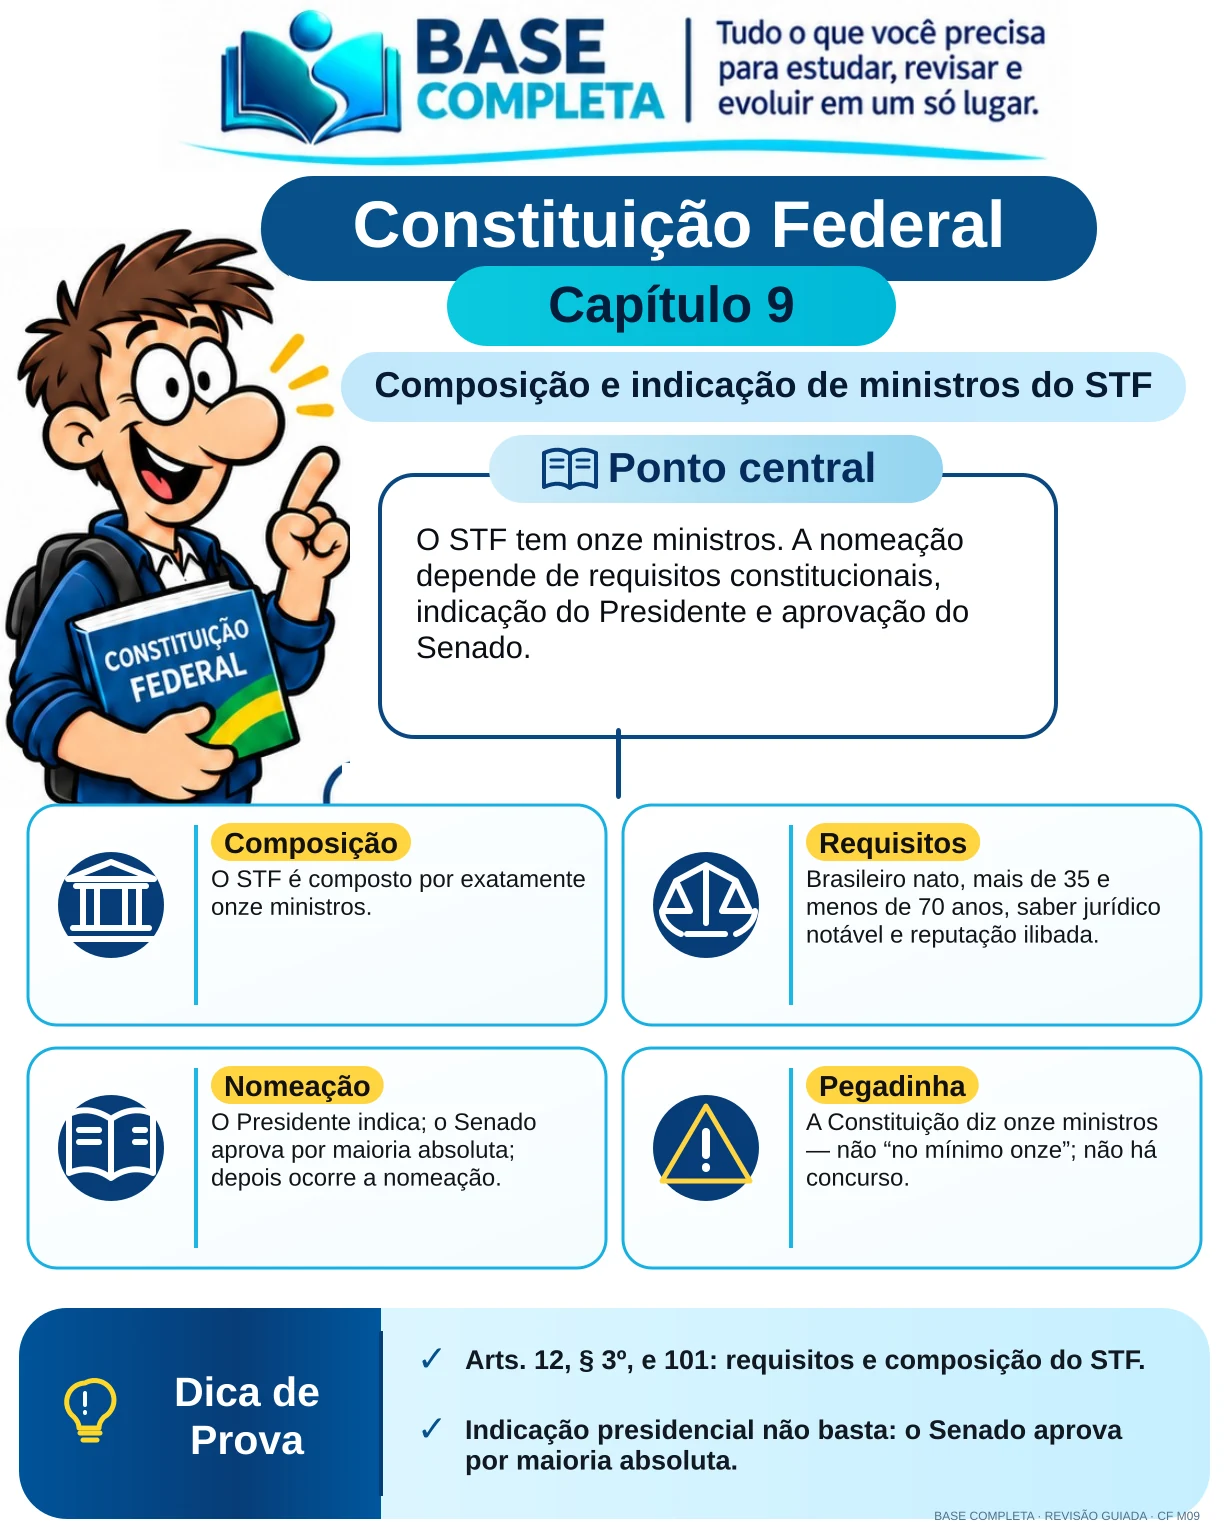 BASE
COMPLETA
Tudo o que você precisa
para estudar, revisar e
evoluir em um só lugar.
Constituição Federal
Capítulo 9
Composição e indicação de ministros do STF
CONSTITUIÇÃO
FEDERAL
Ponto central
O STF tem onze ministros. A nomeação
depende de requisitos constitucionais,
indicação do Presidente e aprovação do
Senado.
Composição
O STF é composto por exatamente
onze ministros.
Requisitos
Brasileiro nato, mais de 35 e
menos de 70 anos, saber jurídico
notável e reputação ilibada.
Nomeação
O Presidente indica; o Senado
aprova por maioria absoluta;
depois ocorre a nomeação.
Pegadinha
A Constituição diz onze ministros
— não “no mínimo onze”; não há
concurso.
Dica de
Prova
✓ Arts. 12, § 3º, e 101: requisitos e composição do STF.
✓ Indicação presidencial não basta: o Senado aprova
por maioria absoluta.
BASE COMPLETA · REVISÃO GUIADA · CF M09